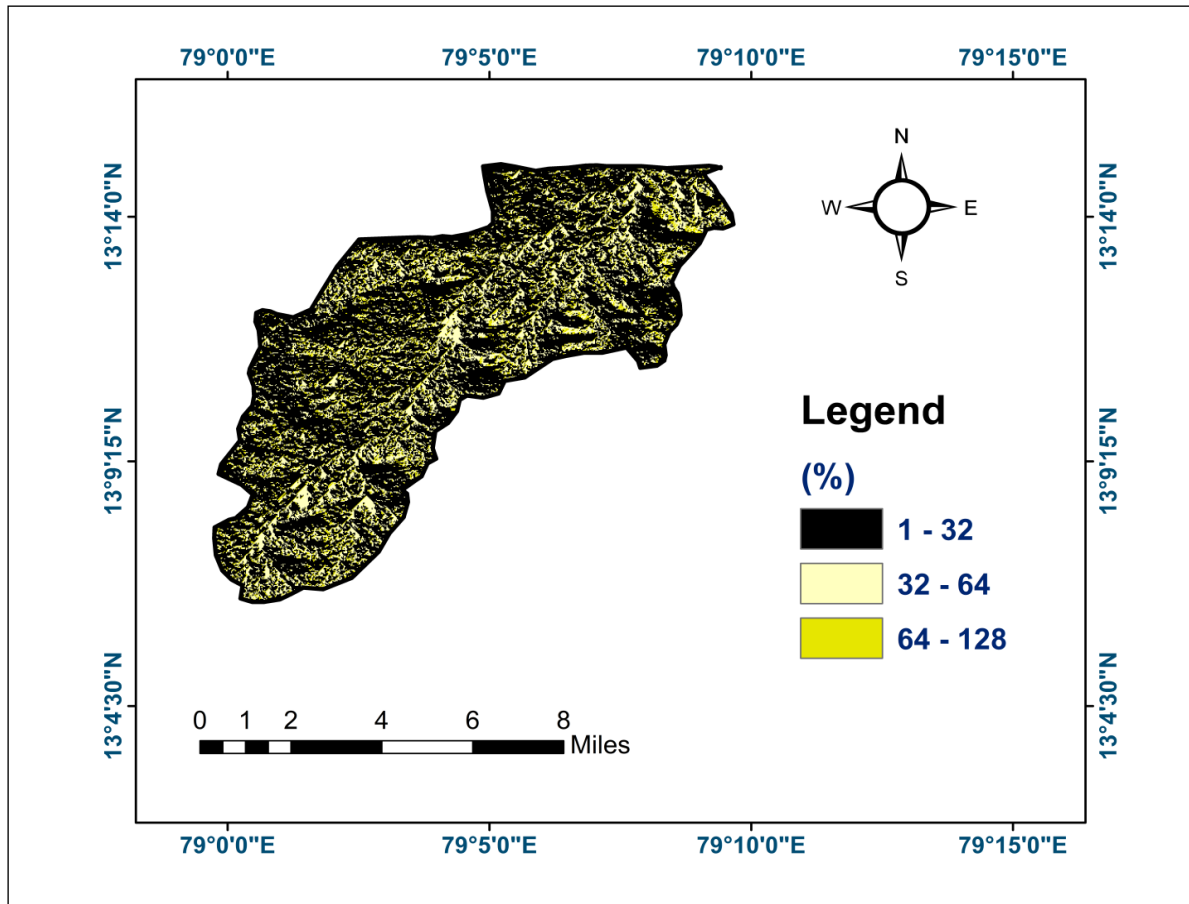 79°0'0"E 79°5'0"E 79°10'0"E 79°15'0"E
N
W E
S
13°14'0"N 13°14'0"N
Legend
(%)
13°9'15"N 13°9'15"N
1 - 32
32 - 64
64 - 128
13°4'30"N 13°4'30"N
0 1 2 4 6 8
Miles
79°0'0"E 79°5'0"E 79°10'0"E 79°15'0"E